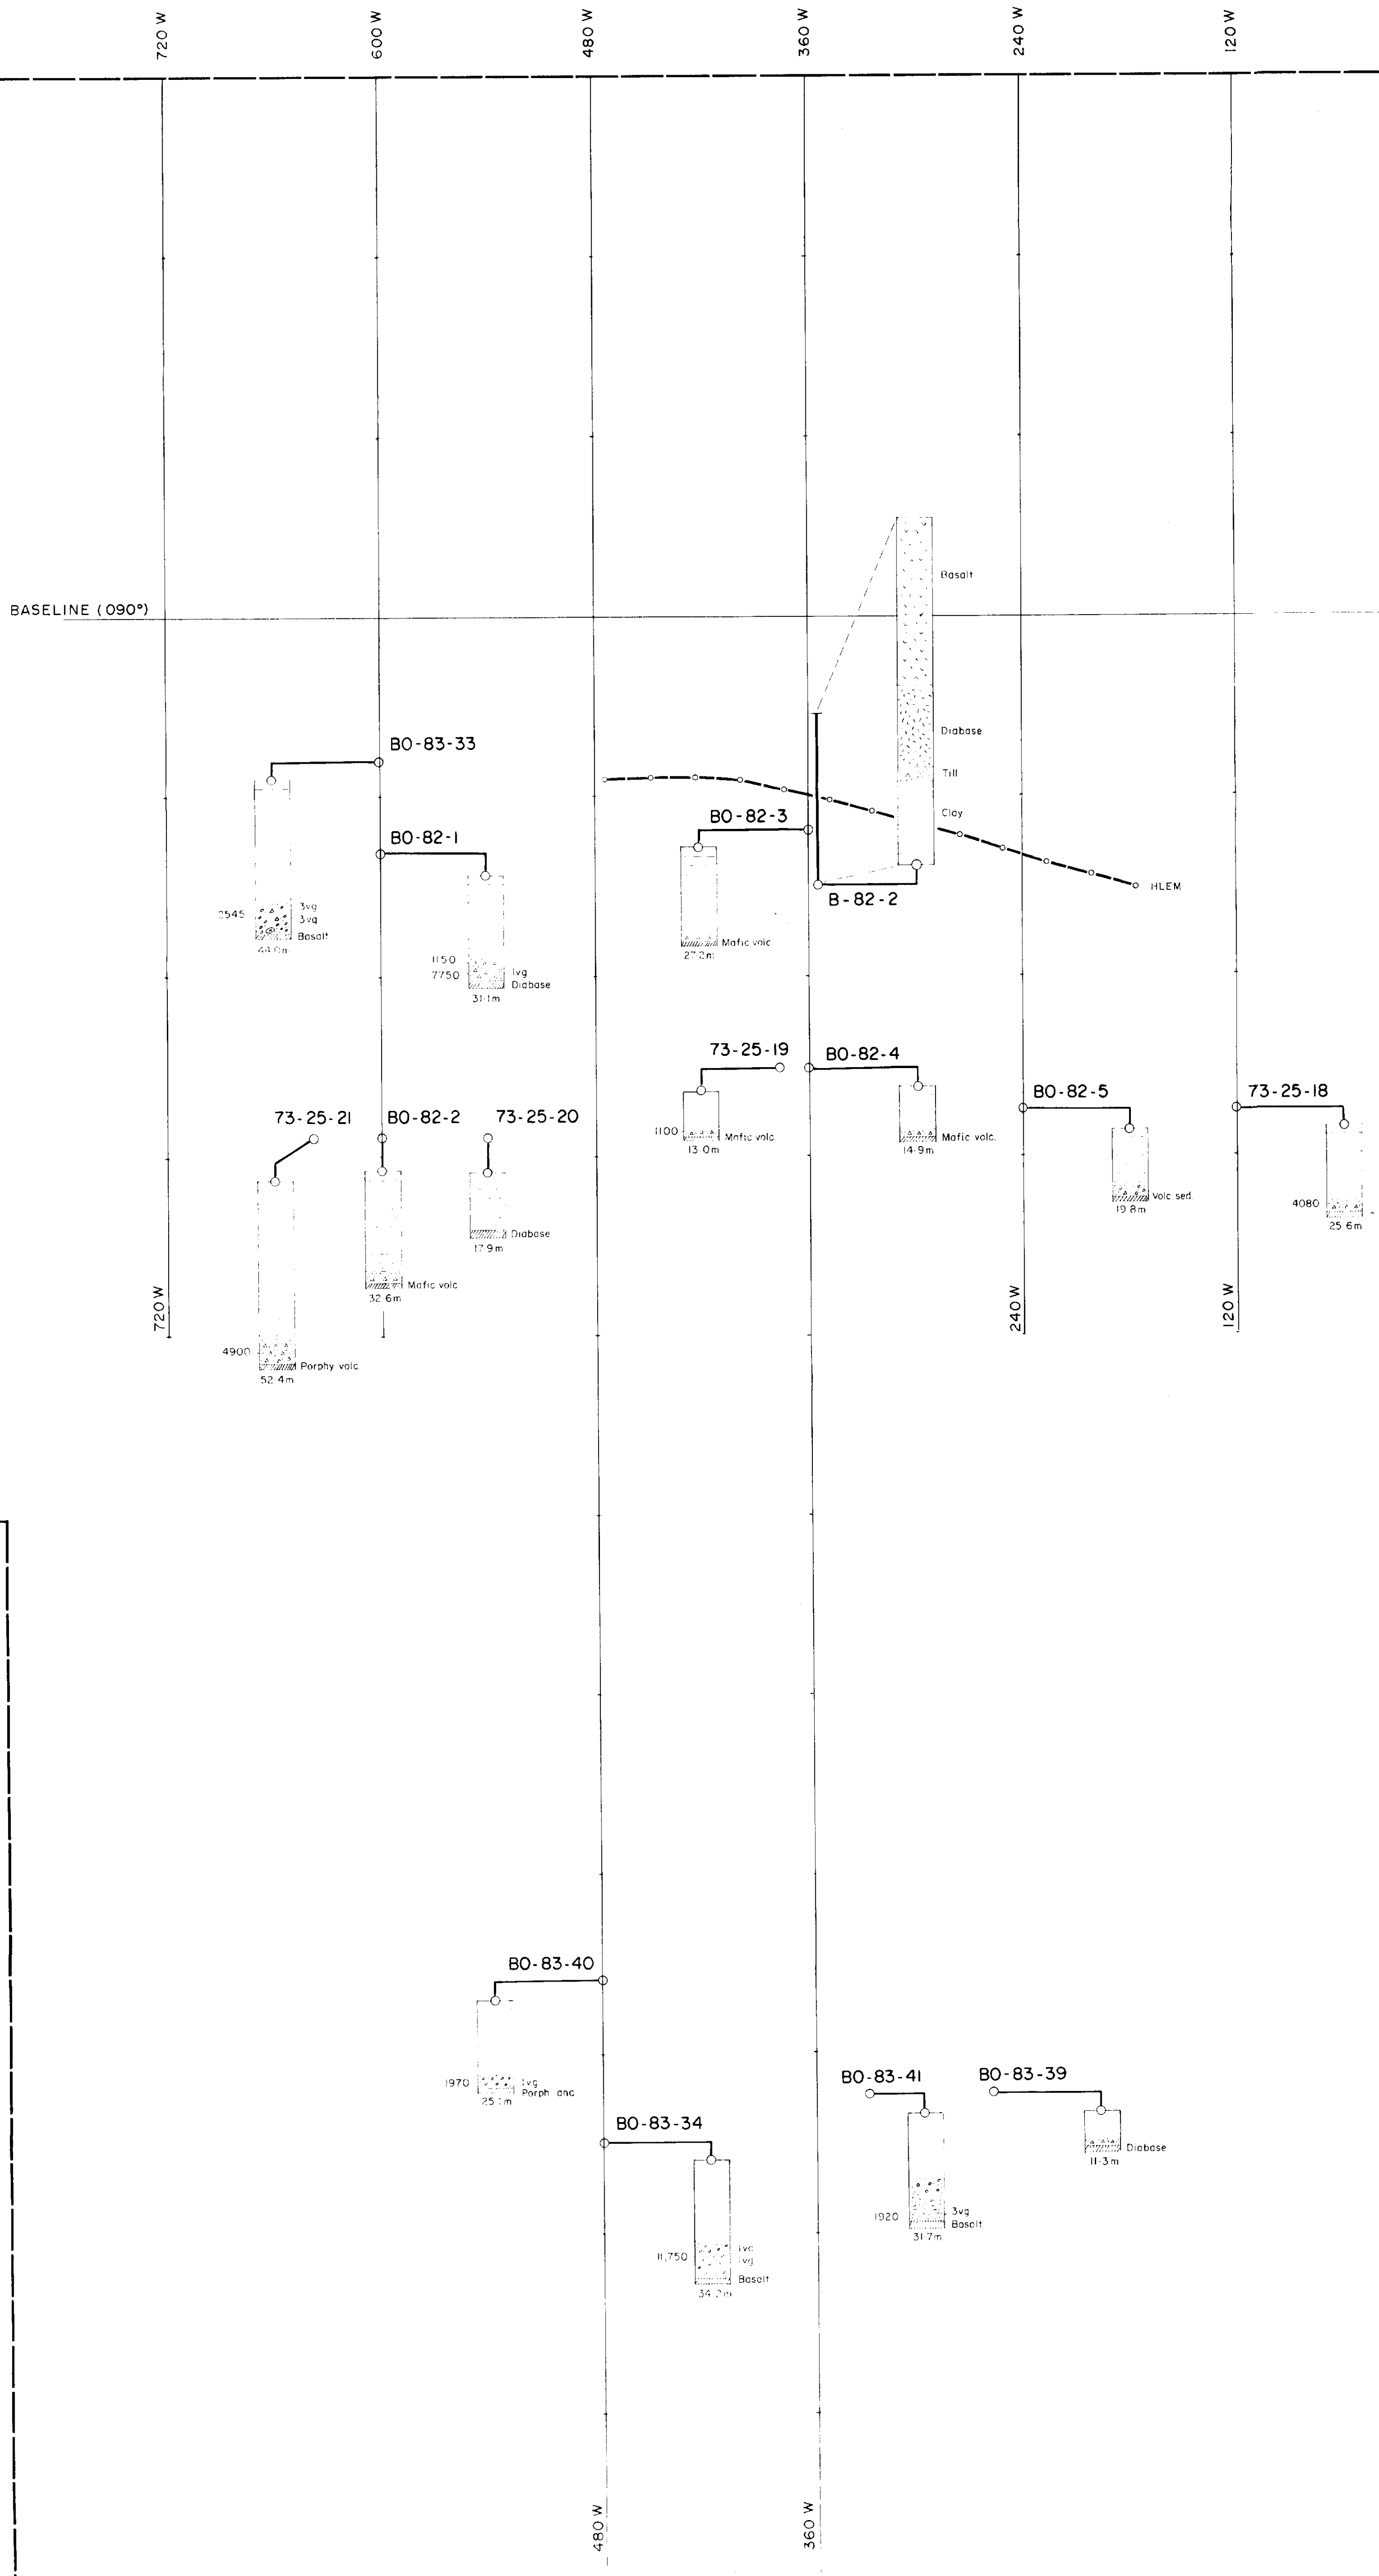 720 W
600 W
480 W
360 W
240 W
120 W
BASELINE (090°)
Basalt
Diabase
Till
Clay
BO-83-33
3vg
3vg
Basalt
BO-82-1
1150
7750
1vg
Diabase
31·1m
BO-82-3
Mafic volc
27·2m
B-82-2
HLEM
73-25-19
1100
Mafic volc.
13·0m
BO-82-4
Mafic volc.
14·9m
BO-82-5
Volc. sed.
19·8m
73-25-18
4080
25·6m
73-25-21
4900
Porphy volc.
52·4m
BO-82-2
Mafic volc
32·6m
73-25-20
Diabase
17·9m
720 W
240 W
120 W
BO-83-40
1970
1vg
Porph and
BO-83-34
11,750
1vg
Basalt
BO-83-41
1920
3vg
Basalt
31·7m
BO-83-39
Diabase
11·3m
480 W
360 W